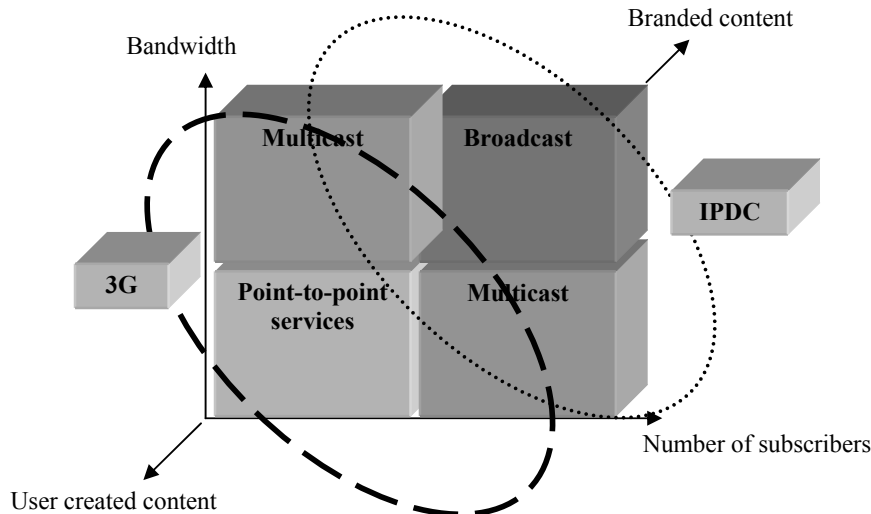 Branded content
Bandwidth
Multicast
Broadcast
IPDC
3G
Point-to-point
services
Multicast
Number of subscribers
User created content